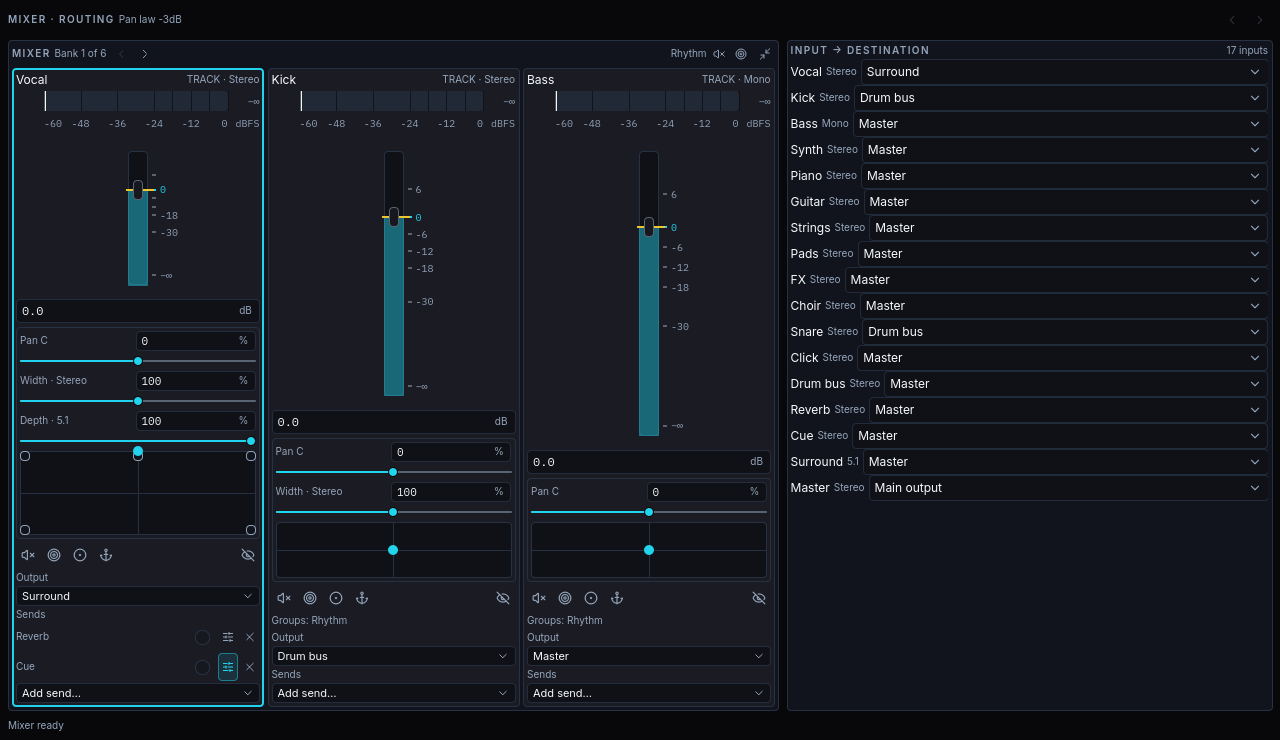 MIXER · ROUTING Pan law -3dB
MIXER Bank 1 of 6 Rhythm
Vocal TRACK · Stereo
-∞
-60 -48 -36 -24 -12 0 dBFS
0
-18
-30
-∞
0.0 dB
Pan C 0 %
Width · Stereo 100 %
Depth · 5.1 100 %
Output
Surround
Sends
Reverb
Cue
Add send...
Kick TRACK · Stereo
-∞
-60 -48 -36 -24 -12 0 dBFS
6
0
-6
-12
-18
-30
-∞
0.0 dB
Pan C 0 %
Width · Stereo 100 %
Groups: Rhythm
Output
Drum bus
Sends
Add send...
Bass TRACK · Mono
-∞
-60 -48 -36 -24 -12 0 dBFS
6
0
-6
-12
-18
-30
-∞
0.0 dB
Pan C 0 %
Groups: Rhythm
Output
Master
Sends
Add send...
INPUT → DESTINATION 17 inputs
Vocal Stereo Surround
Kick Stereo Drum bus
Bass Mono Master
Synth Stereo Master
Piano Stereo Master
Guitar Stereo Master
Strings Stereo Master
Pads Stereo Master
FX Stereo Master
Choir Stereo Master
Snare Stereo Drum bus
Click Stereo Master
Drum bus Stereo Master
Reverb Stereo Master
Cue Stereo Master
Surround 5.1 Master
Master Stereo Main output
Mixer ready